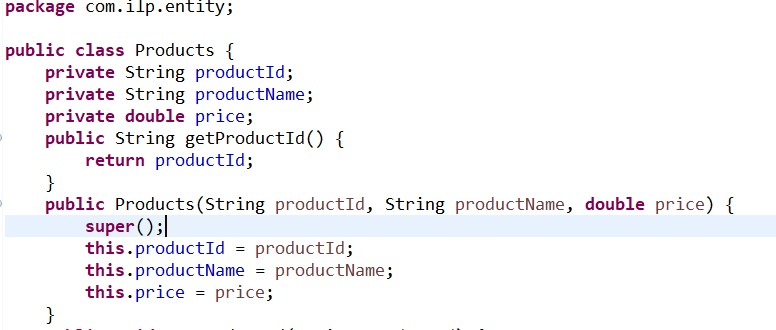 package com.ilp.entity;
public class Products {
private String productId;
private String productName;
private double price;
public String getProductId() {
return productId;
}
public Products(String productId, String productName, double price) {
super();
this.productId = productId;
this.productName = productName;
this.price = price;
}